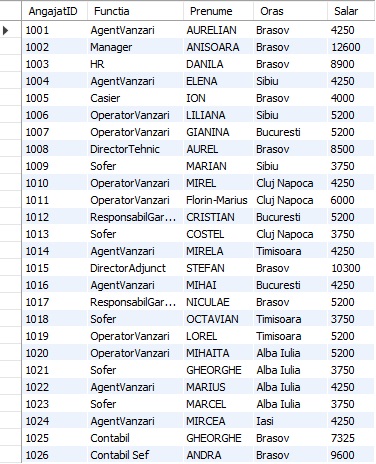 AngajatID Functia Prenume Oras Salar
1001 AgentVanzari AURELIAN Brasov 4250
1002 Manager ANISOARA Brasov 12600
1003 HR DANILA Brasov 8900
1004 AgentVanzari ELENA Sibiu 4250
1005 Casier ION Brasov 4000
1006 OperatorVanzari LILIANA Sibiu 5200
1007 OperatorVanzari GIANINA Bucuresti 5200
1008 DirectorTehnic AUREL Brasov 8500
1009 Sofer MARIAN Sibiu 3750
1010 OperatorVanzari MIREL Cluj Napoca 4250
1011 OperatorVanzari Florin-Marius Cluj Napoca 6000
1012 ResponsabilGar... CRISTIAN Bucuresti 5200
1013 Sofer COSTEL Cluj Napoca 3750
1014 AgentVanzari MIRELA Timisoara 4250
1015 DirectorAdjunct STEFAN Brasov 10300
1016 AgentVanzari MIHAI Bucuresti 4250
1017 ResponsabilGar... NICULAE Brasov 5200
1018 Sofer OCTAVIAN Timisoara 3750
1019 OperatorVanzari LOREL Timisoara 5200
1020 OperatorVanzari MIHAITA Alba Iulia 5200
1021 Sofer GHEORGHE Alba Iulia 3750
1022 AgentVanzari MARIUS Alba Iulia 4250
1023 Sofer MARCEL Alba Iulia 3750
1024 AgentVanzari MIRCEA Iasi 4250
1025 Contabil GHEORGHE Brasov 7325
1026 Contabil Sef ANDRA Brasov 9600